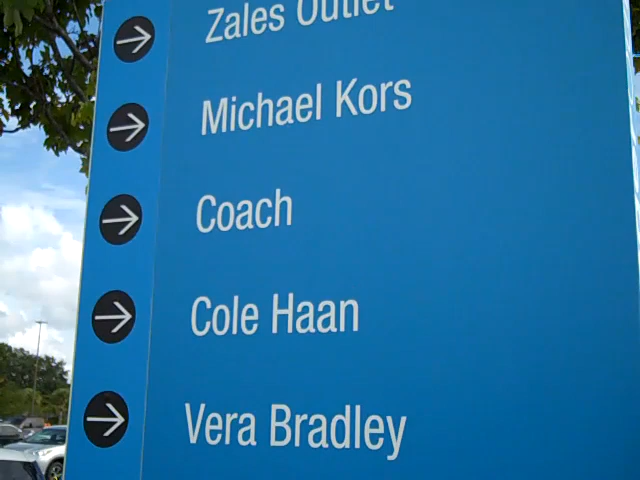 Zales Outlet
Michael Kors
Coach
Cole Haan
Vera Bradley